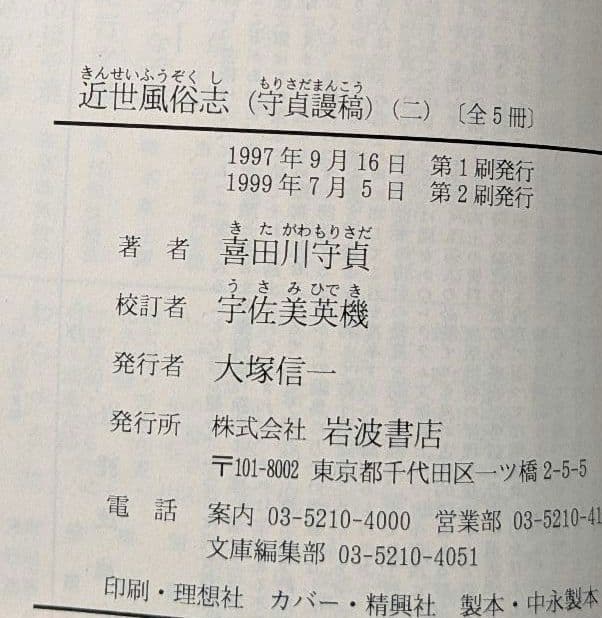 きんせいふうぞくし もりさだまんこう
近世風俗志 (守貞謾稿) (二) 〔全5冊〕
1997年9月16日 第1刷発行
1999年7月5日 第2刷発行
きたがわもりさだ
著者 喜田川守貞
うさみひでき
校訂者 宇佐美英機
発行者 大塚信一
発行所 株式会社 岩波書店
〒101-8002 東京都千代田区一ツ橋2-5-5
電話 案内 03-5210-4000 営業部 03-5210-41
文庫編集部 03-5210-4051
印刷・理想社 カバー・精興社 製本・中永製本